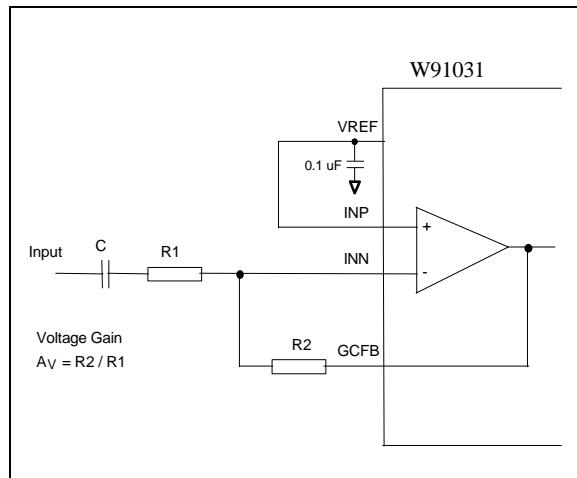 W91031
VREF
0.1 uF
INP
Input
C
R1
INN
+
-
Voltage Gain
AV = R2 / R1
R2
GCFB